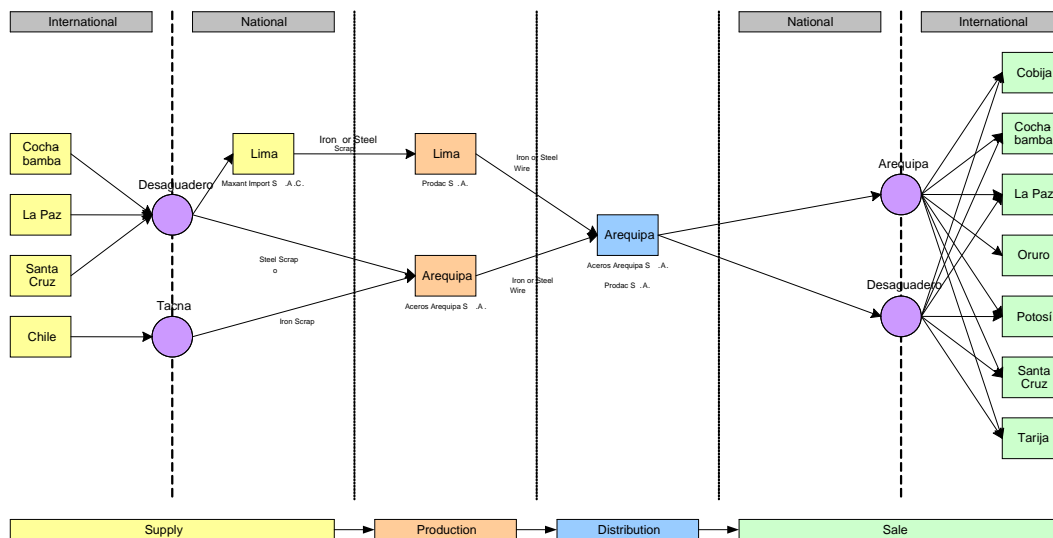 International
National
National
International
Cobija
Cocha
bamba
Lima
Iron or Steel
Scrap
Lima
Iron or Steel
Wire
Cocha
bamba
Maxant Import S .A.C.
Prodac S .A.
Desaguadero
Arequipa
La Paz
La Paz
Arequipa
Aceros Arequipa S .A.
Prodac S .A.
Steel Scrap
o
Iron Scrap
Arequipa
Aceros Arequipa S .A.
Iron or Steel
Wire
Oruro
Santa
Cruz
Tacna
Desaguadero
Chile
Potosí
Santa
Cruz
Tarija
Supply
Production
Distribution
Sale